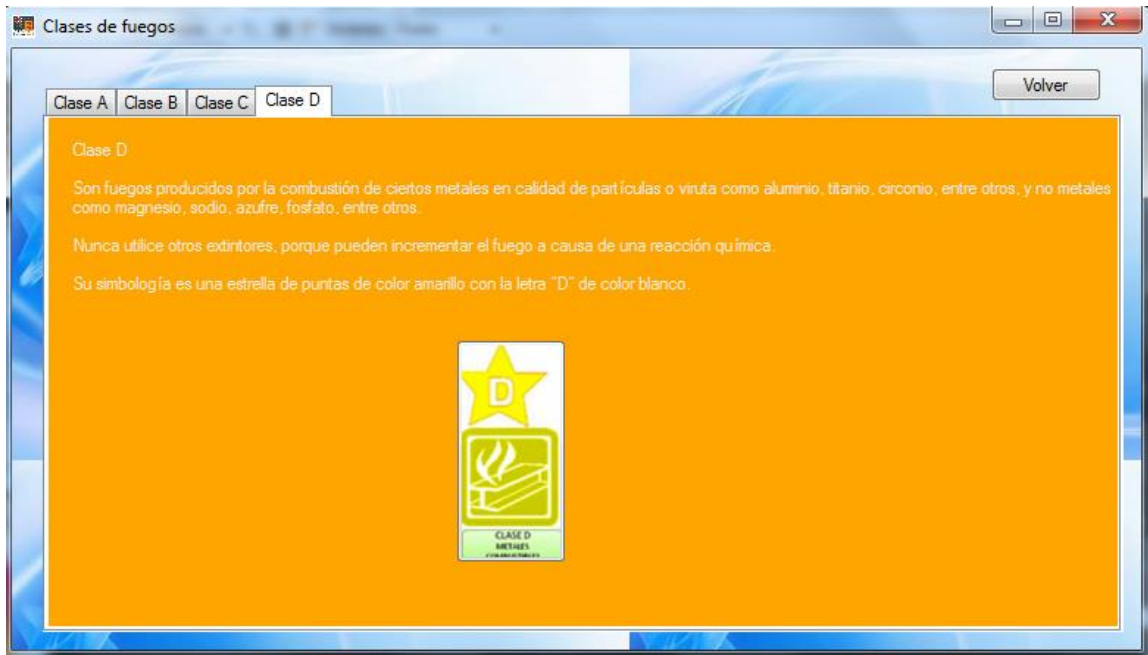 Clases de fuegos
Volver
Clase A Clase B Clase C Clase D
Clase D
Son fuegos producidos por la combustión de ciertos metales en calidad de partículas o viruta como aluminio, titanio, circonio, entre otros, y no metales
como magnesio, sodio, azufre, fosfato, entre otros.
Nunca utilice otros extintores, porque pueden incrementar el fuego a causa de una reacción química.
Su simbología es una estrella de puntas de color amarillo con la letra "D" de color blanco.
D
CLASE D
METALES